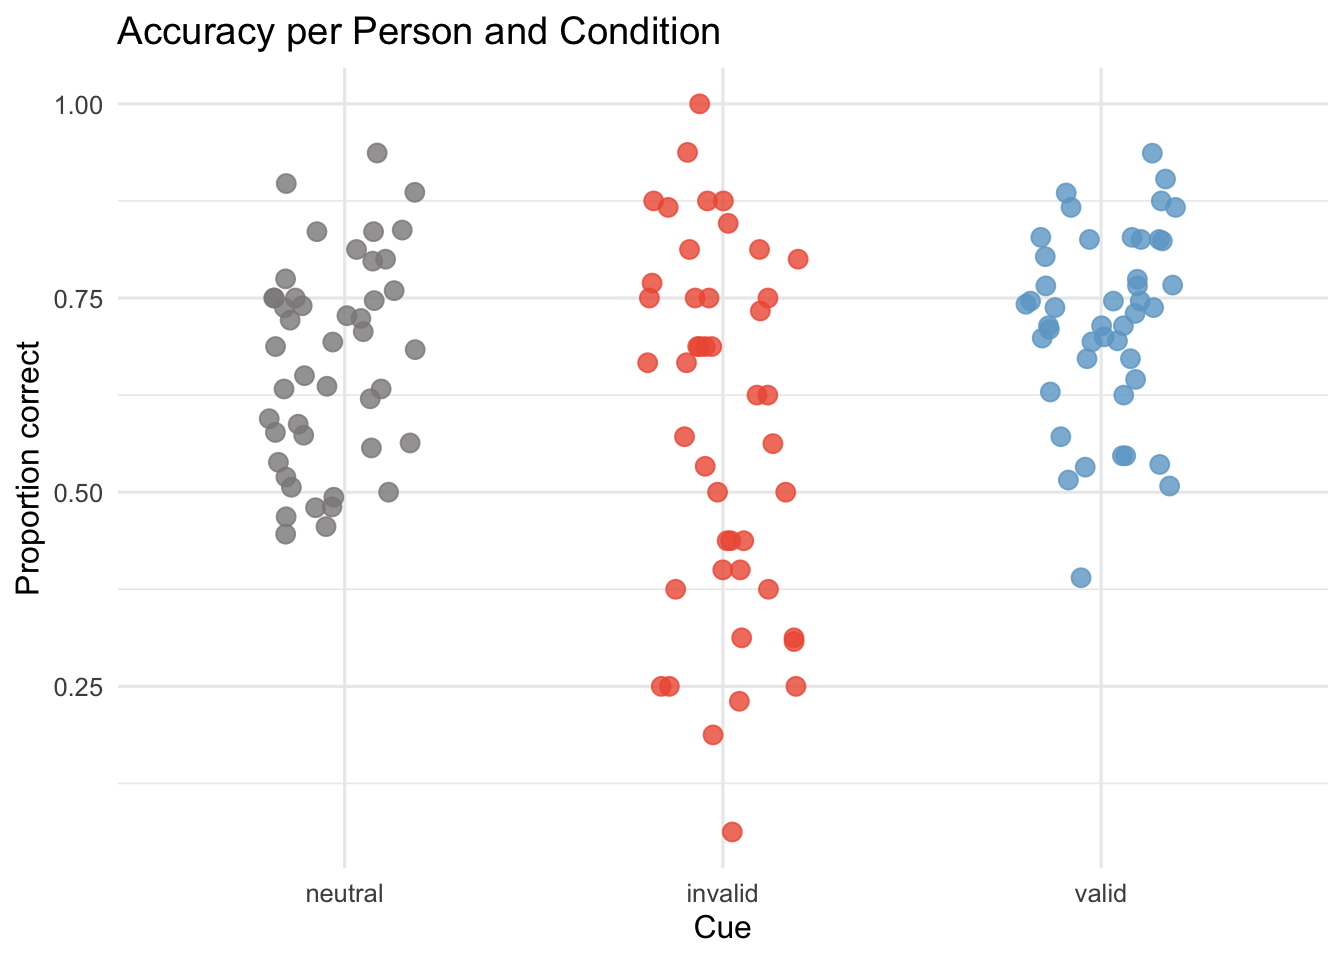 Accuracy per Person and Condition
Proportion correct
1.00
0.75
0.50
0.25
neutral
invalid
valid
Cue